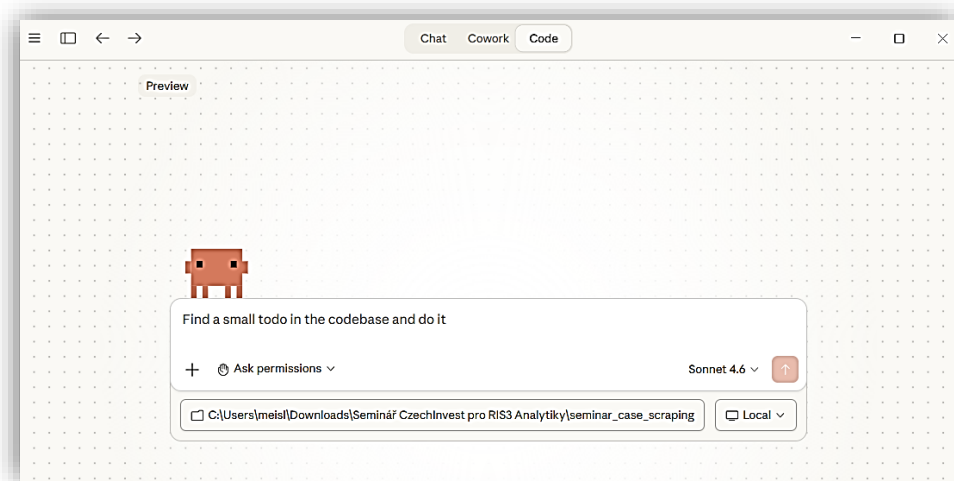 Chat Cowork Code
Preview
Find a small todo in the codebase and do it
Ask permissions Sonnet 4.6
C:\Users\meisl\Downloads\Seminář CzechInvest pro RIS3 Analytiky\seminar_case_scraping Local